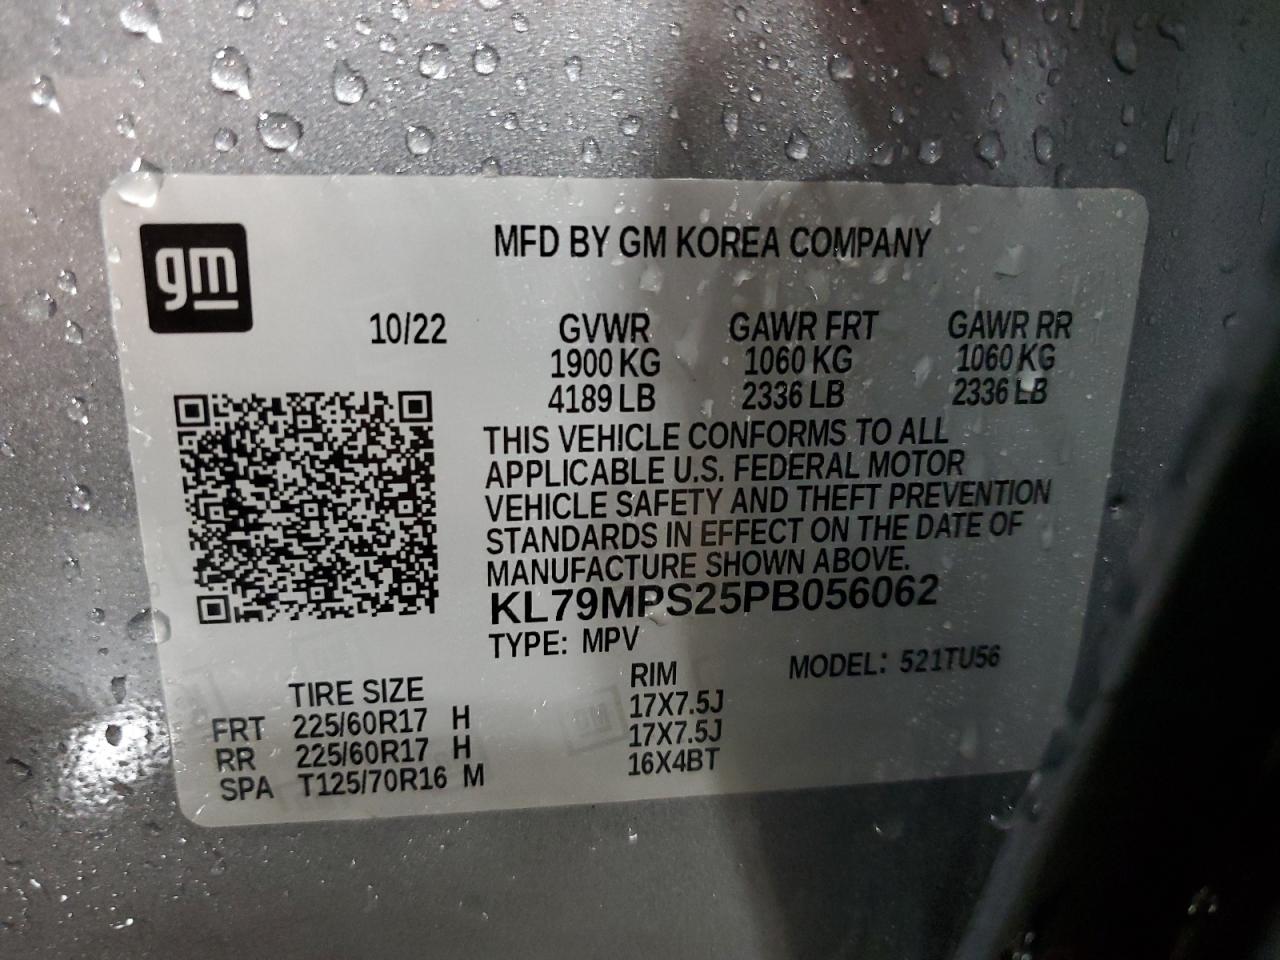 gm
MFD BY GM KOREA COMPANY
10/22
GVWR GAWR FRT GAWR RR
1900 KG 1060 KG 1060 KG
4189 LB 2336 LB 2336 LB
THIS VEHICLE CONFORMS TO ALL
APPLICABLE U.S. FEDERAL MOTOR
VEHICLE SAFETY AND THEFT PREVENTION
STANDARDS IN EFFECT ON THE DATE OF
MANUFACTURE SHOWN ABOVE.
KL79MPS25PB056062
TYPE: MPV
MODEL: 521TU56
TIRE SIZE RIM
FRT 225/60R17 H 17X7.5J
RR 225/60R17 H 17X7.5J
SPA T125/70R16 M 16X4BT